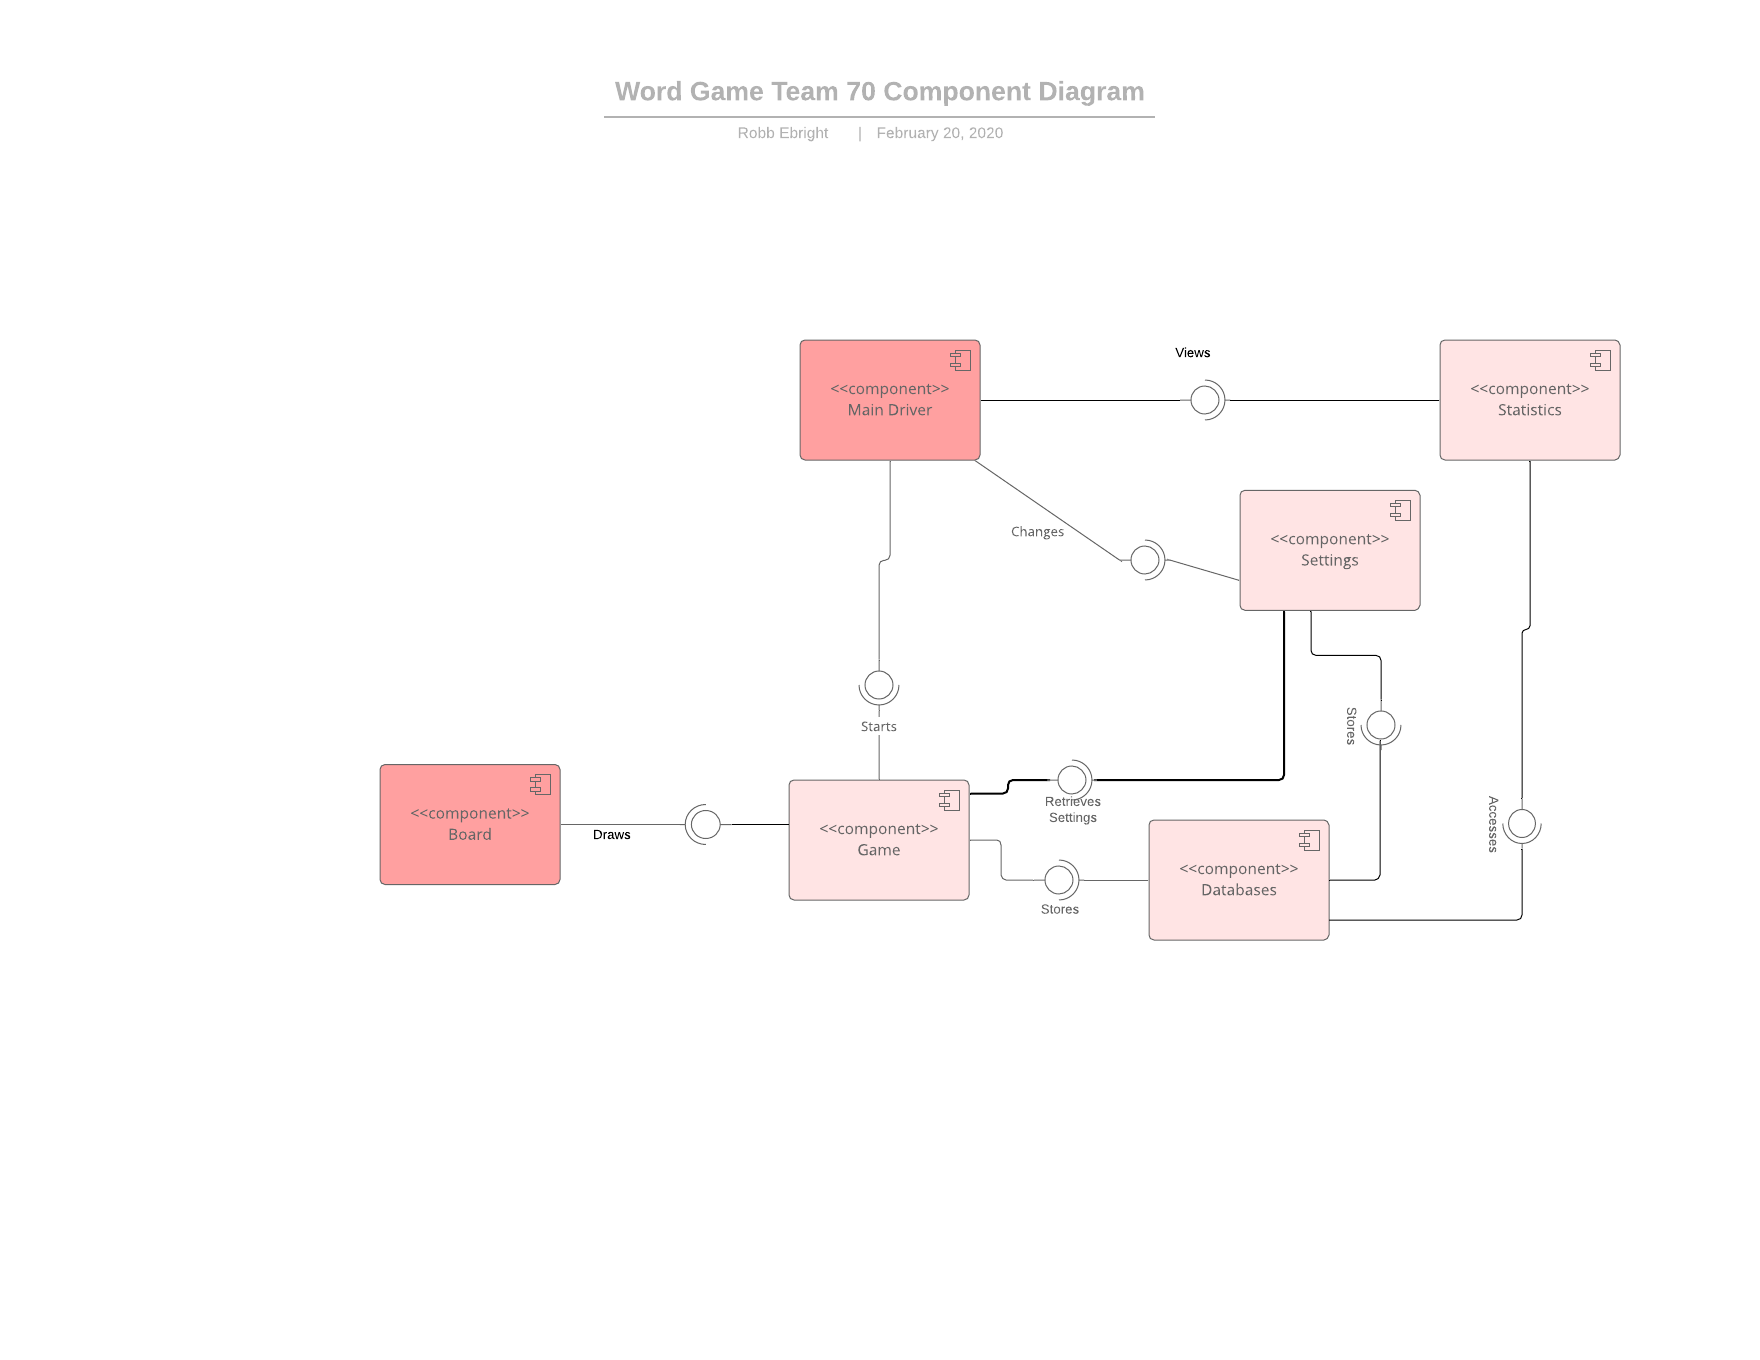 Word Game Team 70 Component Diagram
Robb Ebright | February 20, 2020
Views
<<component>>
Main Driver
<<component>>
Statistics
Changes
<<component>>
Settings
Starts
Stores
<<component>>
Board
Draws
<<component>>
Game
Retrieves
Settings
Accesses
<<component>>
Databases
Stores